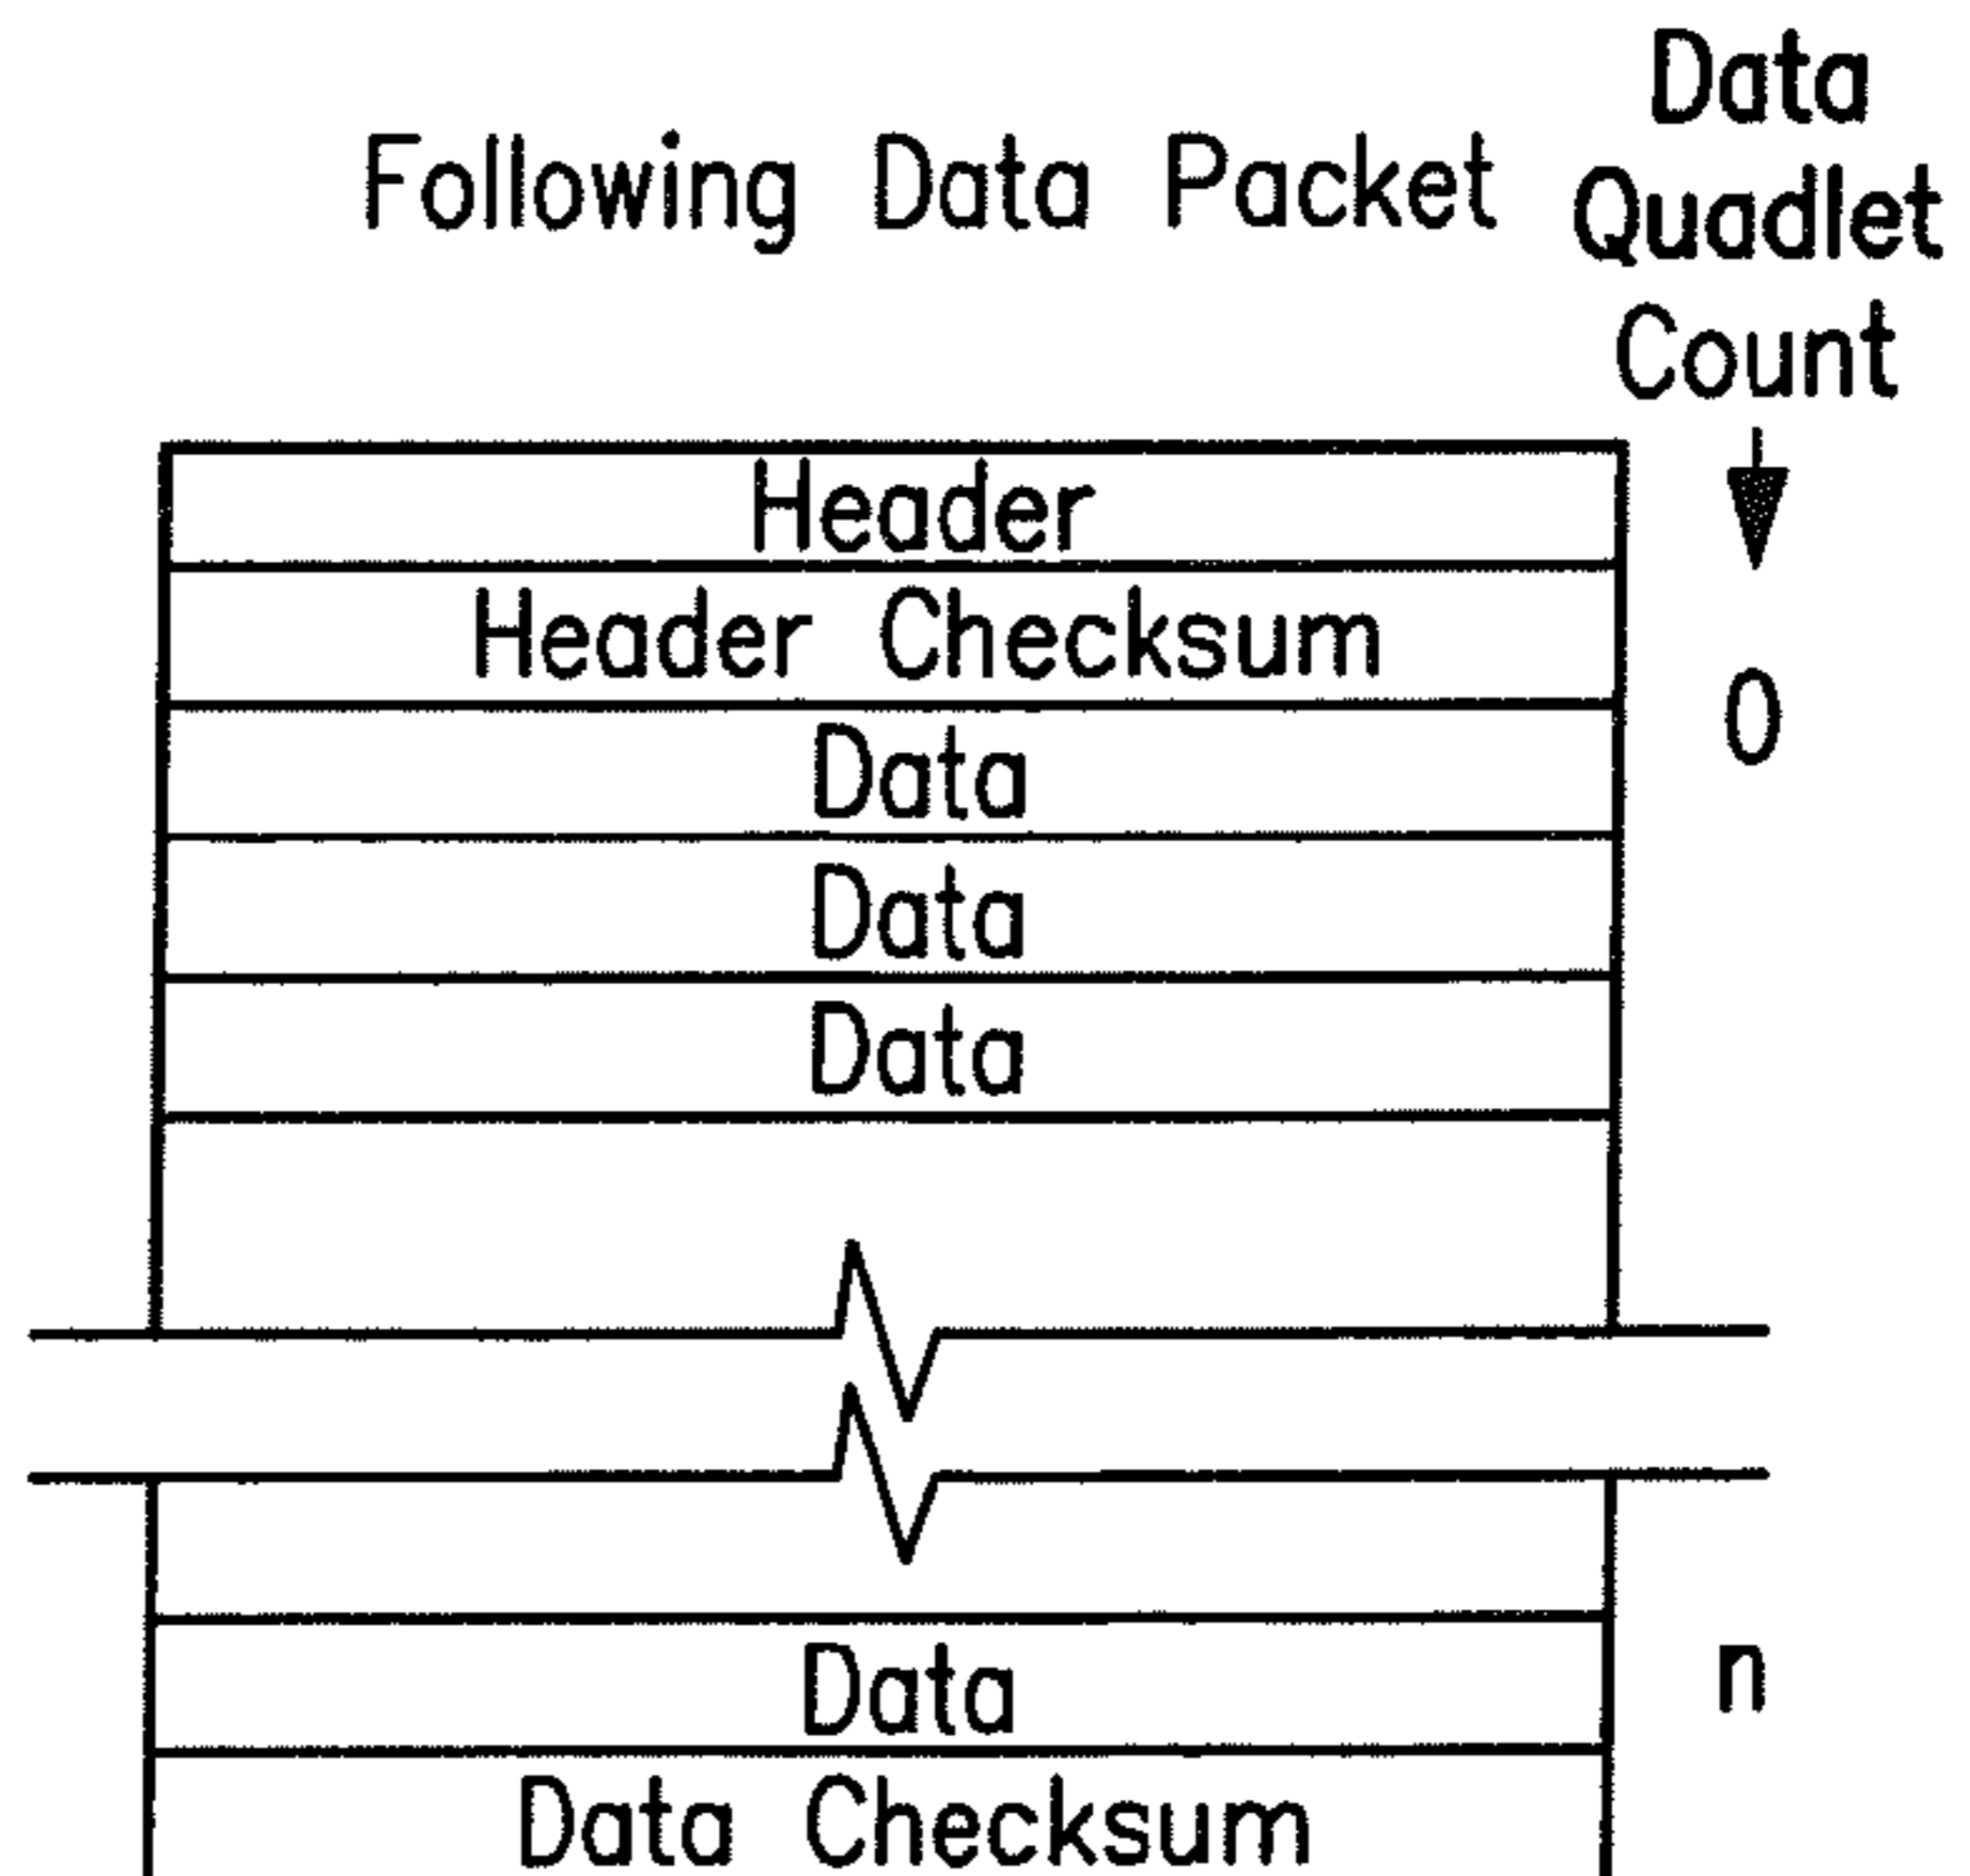 Following Data Packet
Data
Quadlet
Count
Header
Header Checksum
Data
0
Data
Data
Data
n
Data Checksum